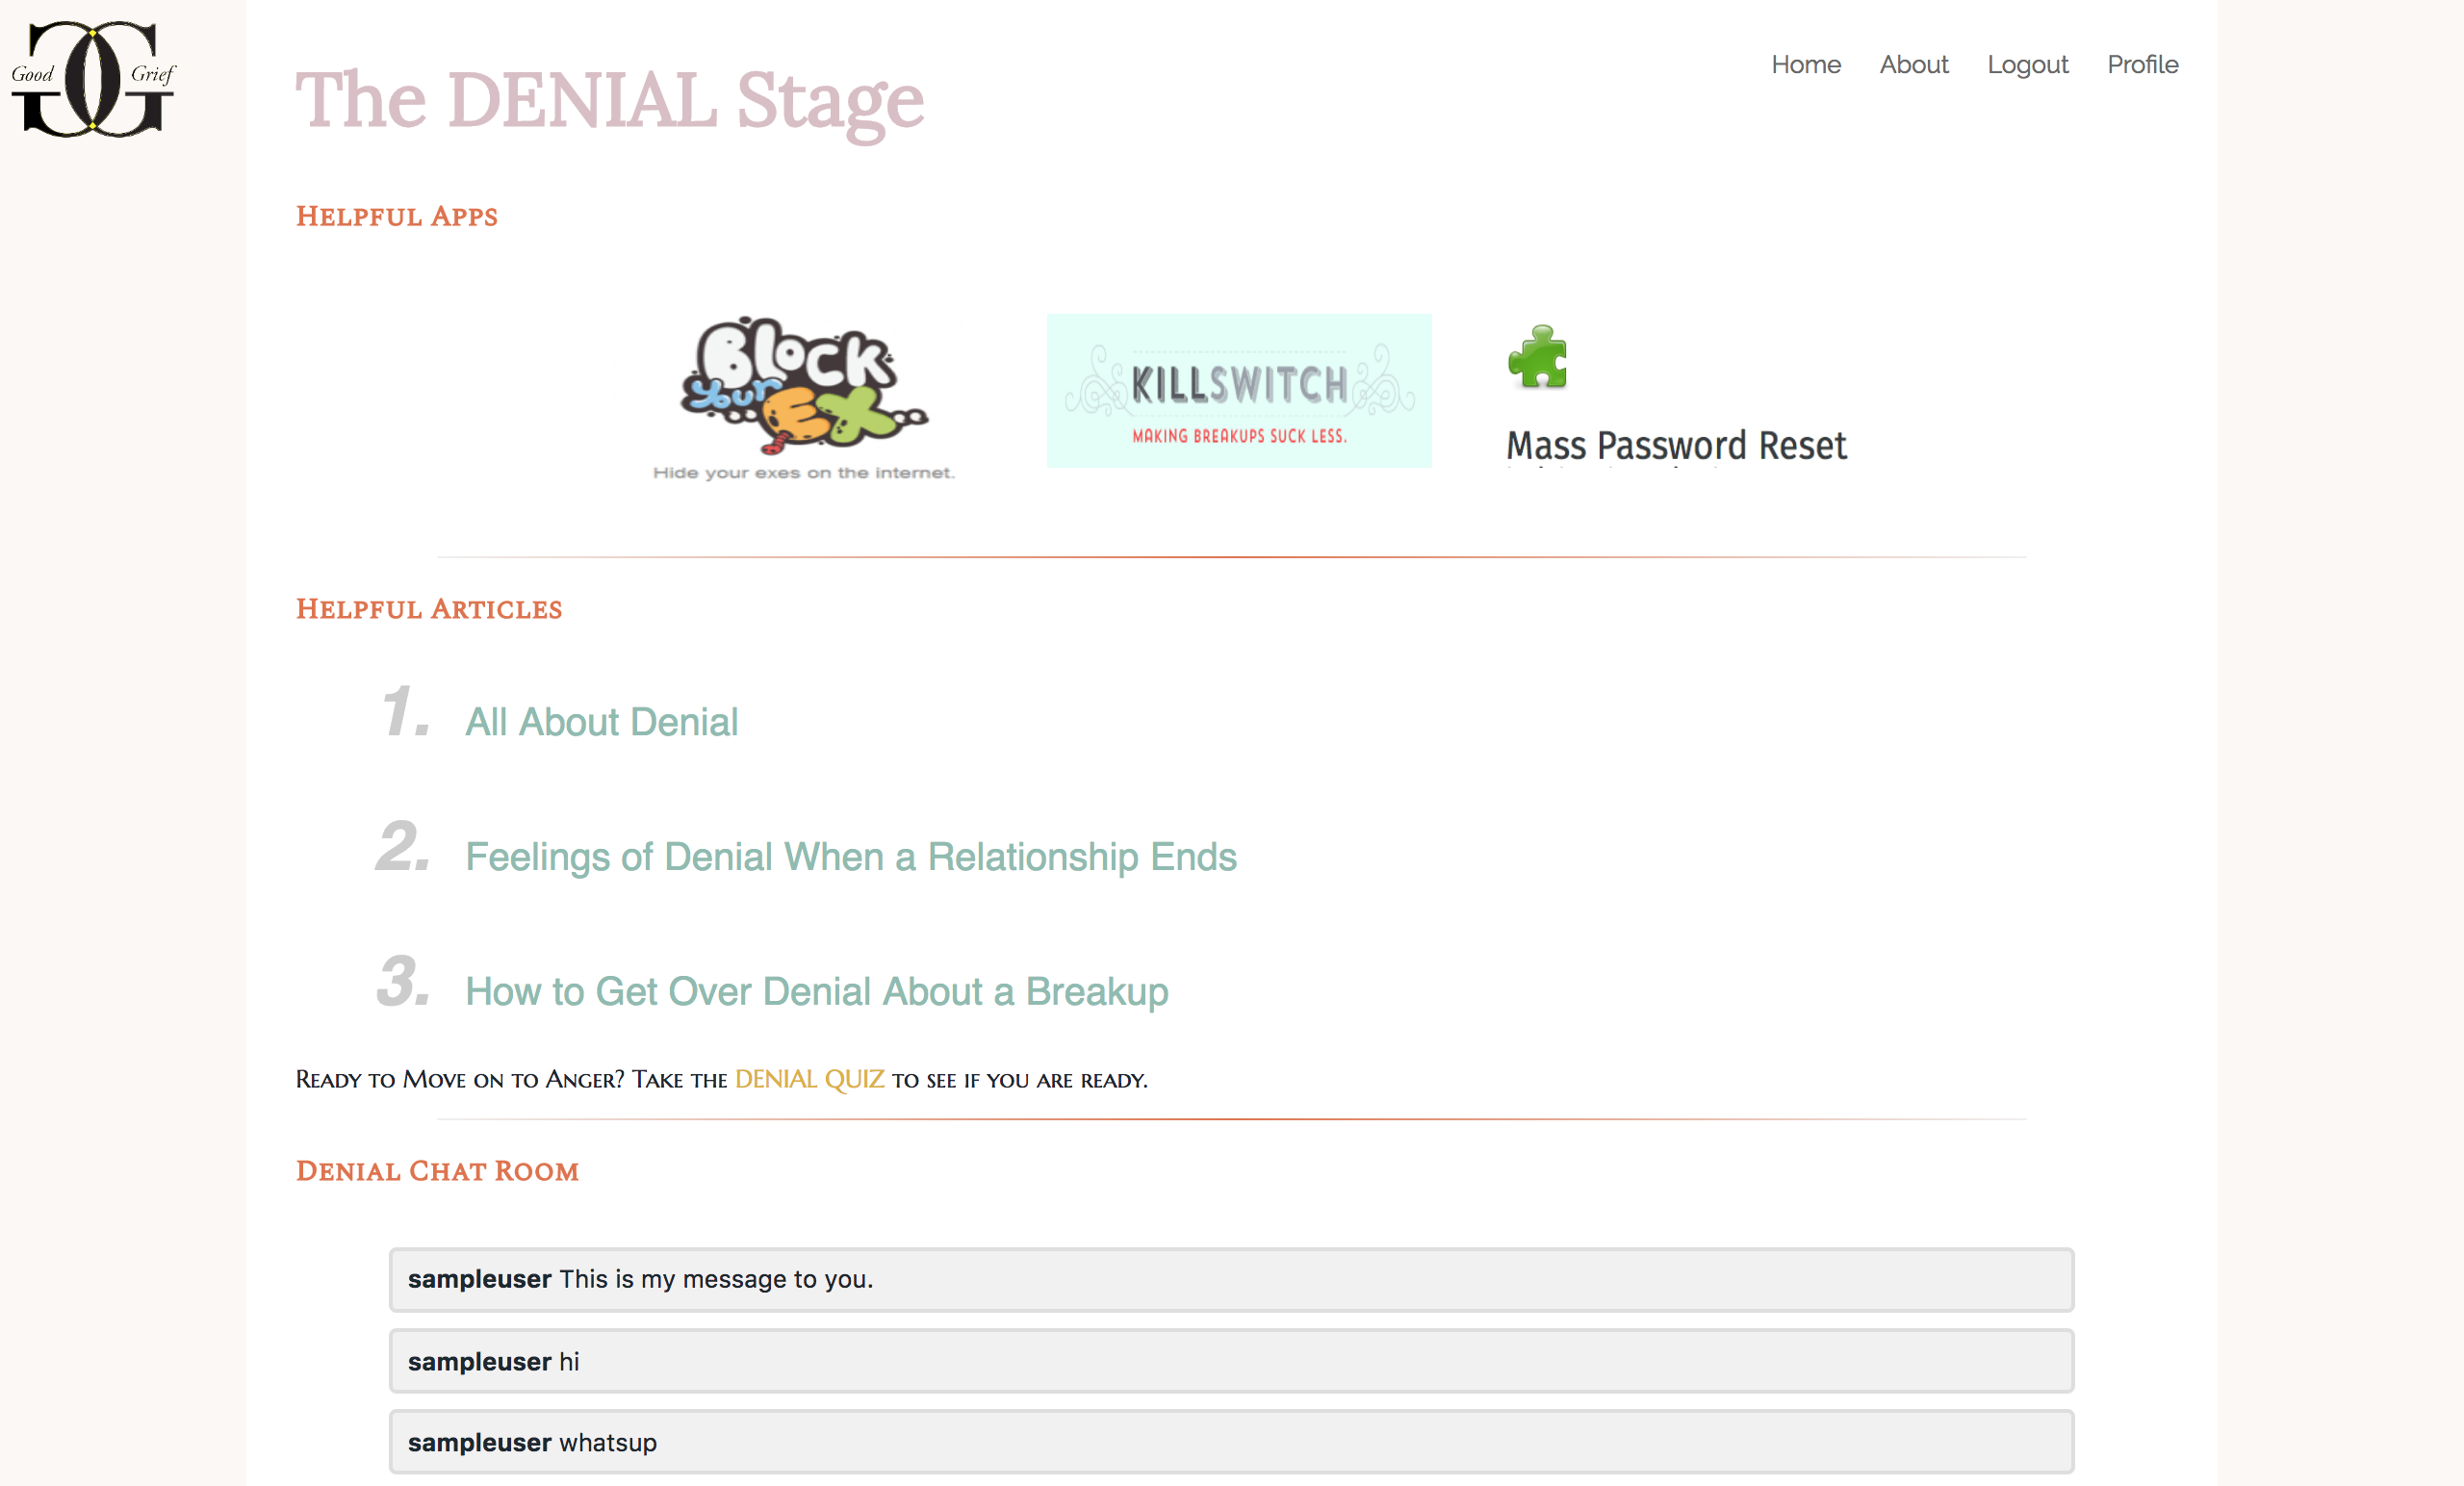 Good Grief
Home About Logout Profile
The DENIAL Stage
Helpful Apps
Block
Your
EX
Hide your exes on the internet.
KILLSWITCH
MAKING BREAKUPS SUCK LESS.
Mass Password Reset
Helpful Articles
1. All About Denial
2. Feelings of Denial When a Relationship Ends
3. How to Get Over Denial About a Breakup
Ready to Move on to Anger? Take the DENIAL QUIZ to see if you are ready.
Denial Chat Room
sampleuser This is my message to you.
sampleuser hi
sampleuser whatsup